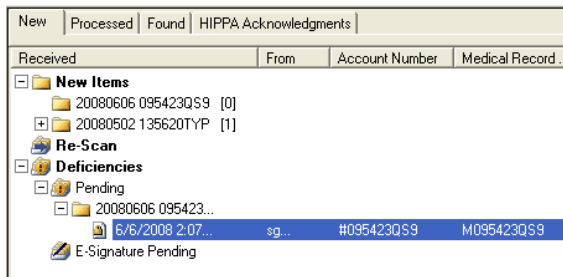 New Processed Found HIPPA Acknowledgments
Received From Account Number Medical Record .
New Items
20080606 095423QS9 [0]
20080502 135620TYP [1]
Re-Scan
Deficiencies
Pending
20080606 095423...
6/6/2008 2:07... sg... #095423QS9 M095423QS9
E-Signature Pending